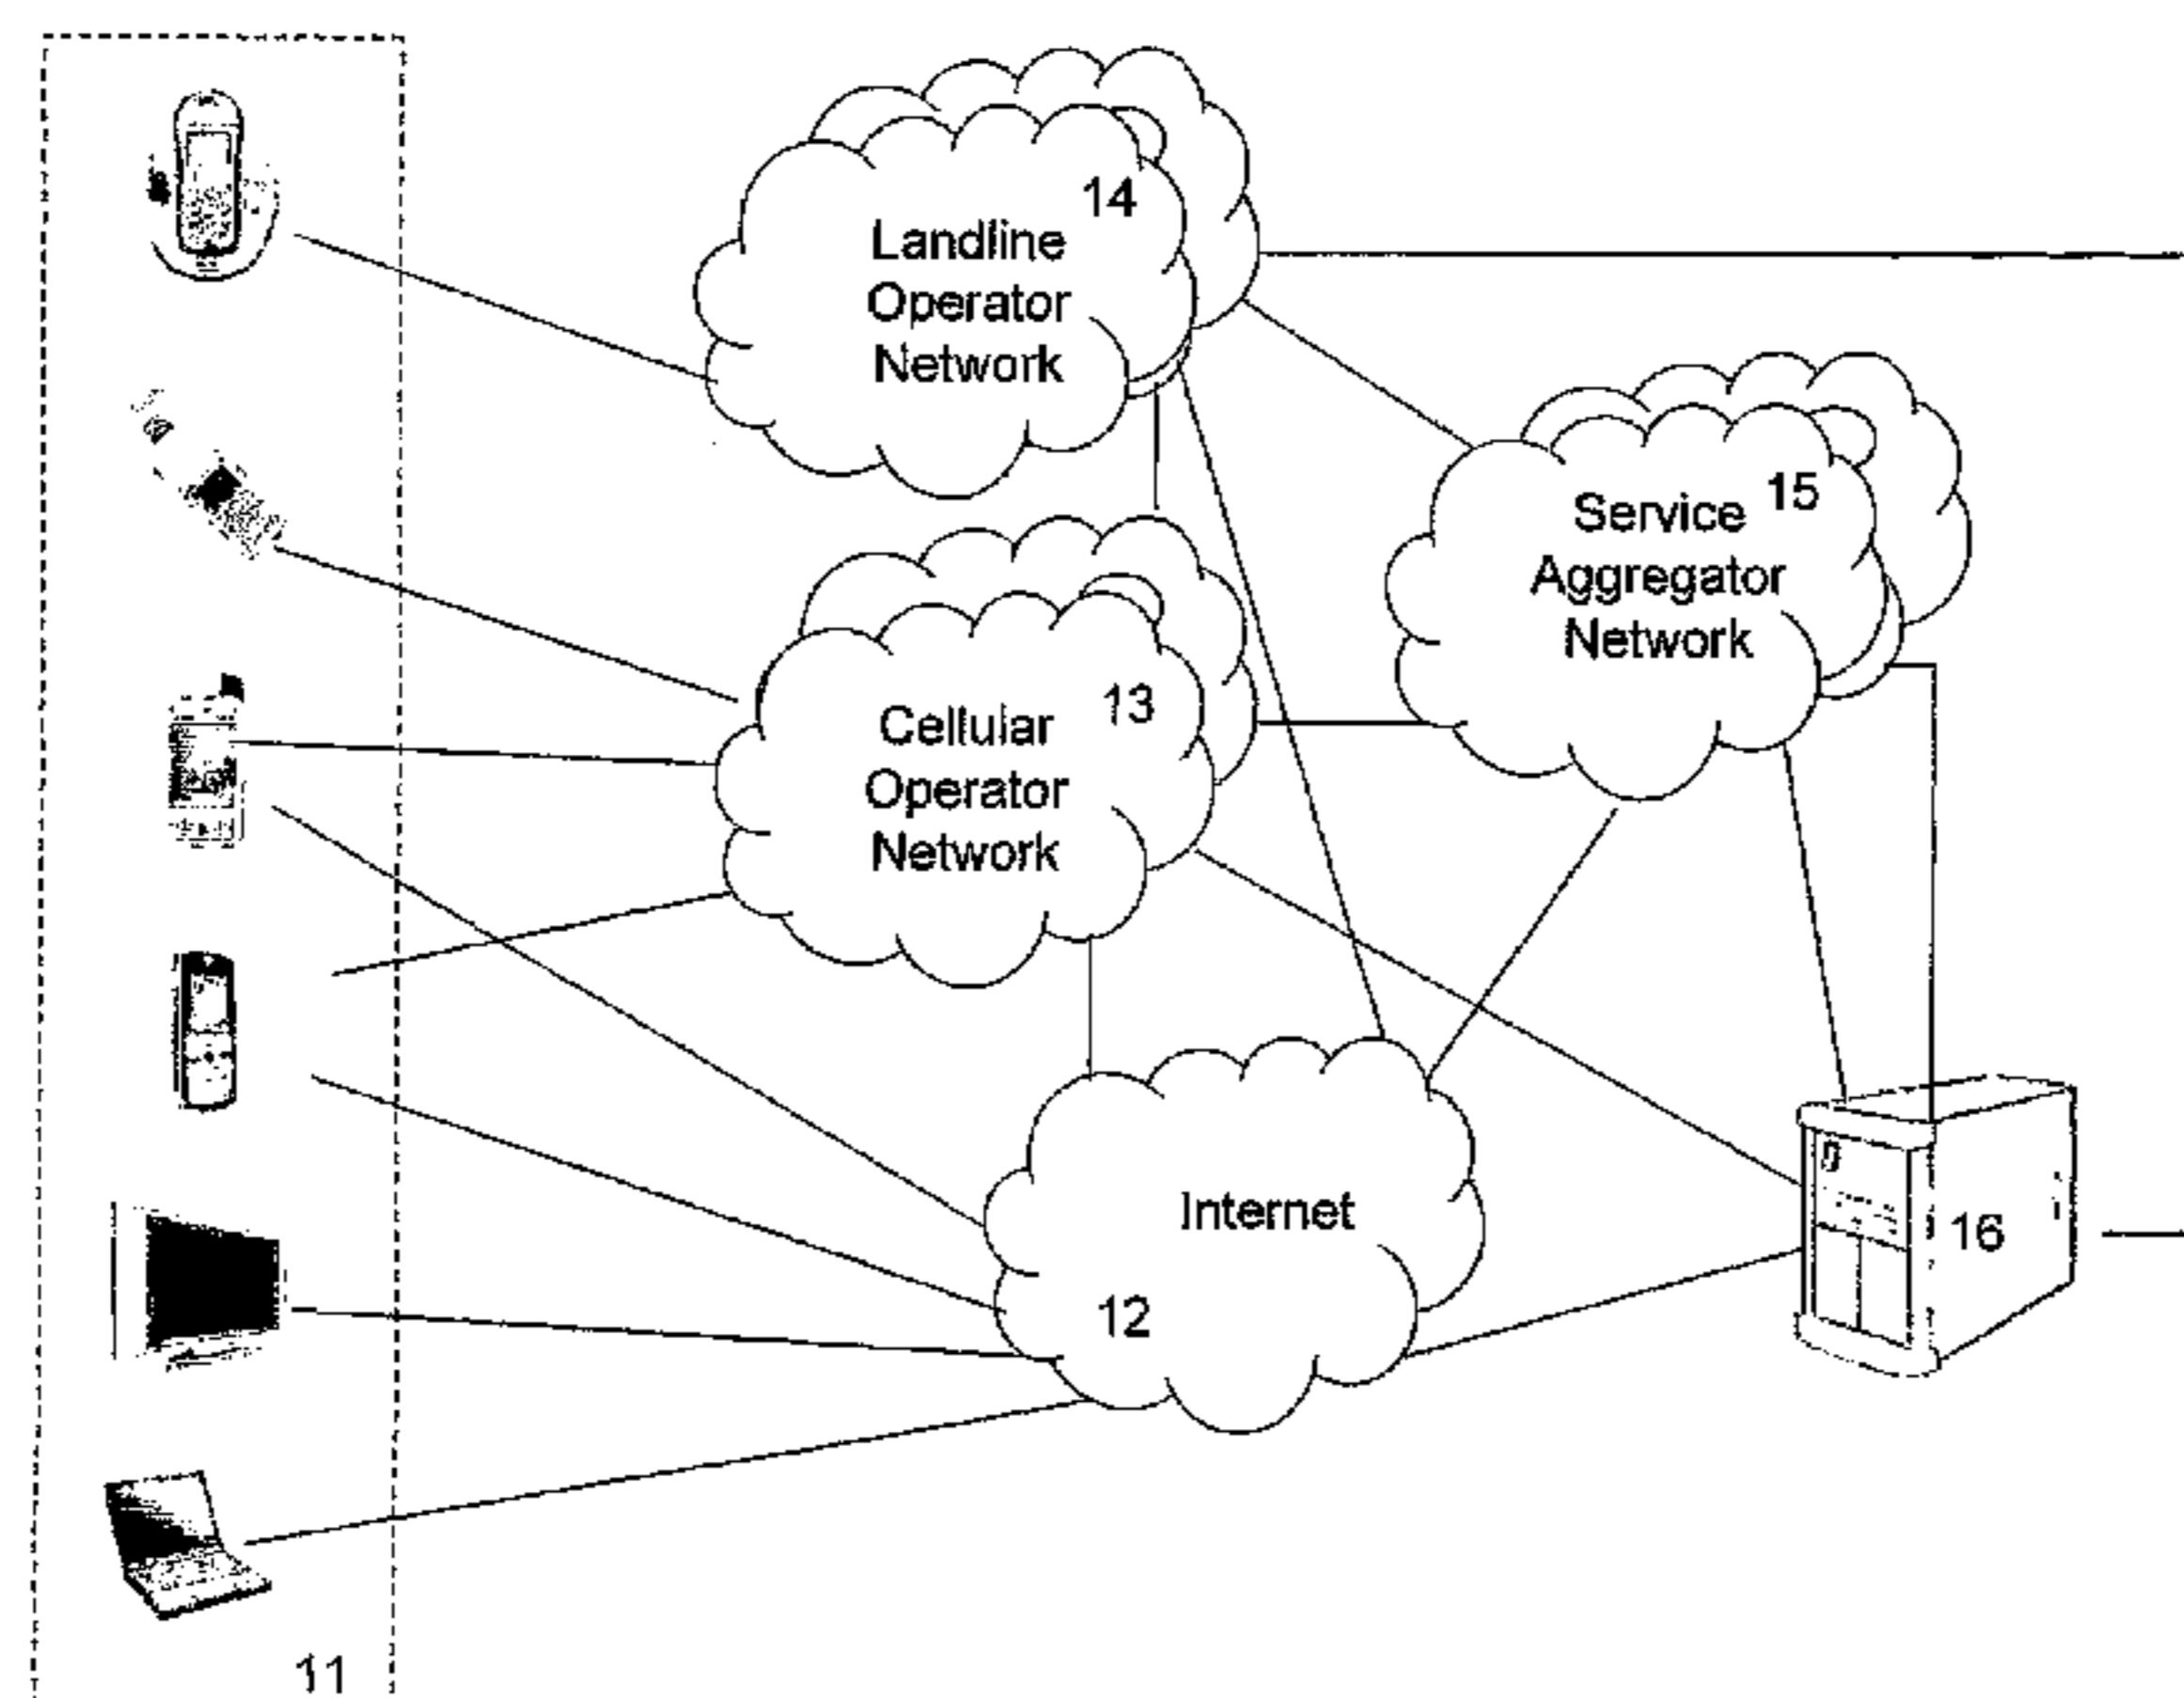 14
Landline
Operator
Network
15
Service
Aggregator
Network
13
Cellular
Operator
Network
Internet
12
16
11